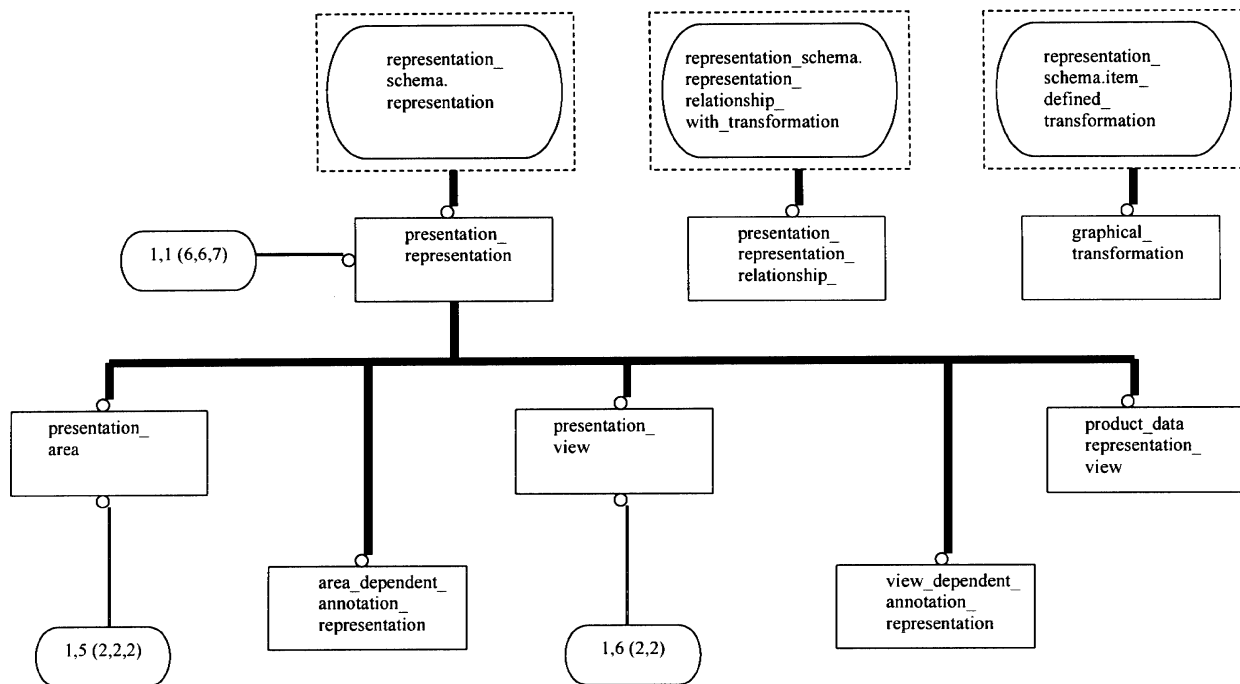 representation_
schema.
representation
representation_schema.
representation_
relationship_
with_transformation
representation_
schema.item_
defined_
transformation
1,1 (6,6,7)
presentation_
representation
presentation_
representation_
relationship_
graphical_
transformation
presentation_
area
presentation_
view
product_data
representation_
view
area_dependent_
annotation_
representation
view_dependent_
annotation_
representation
1,5 (2,2,2)
1,6 (2,2)